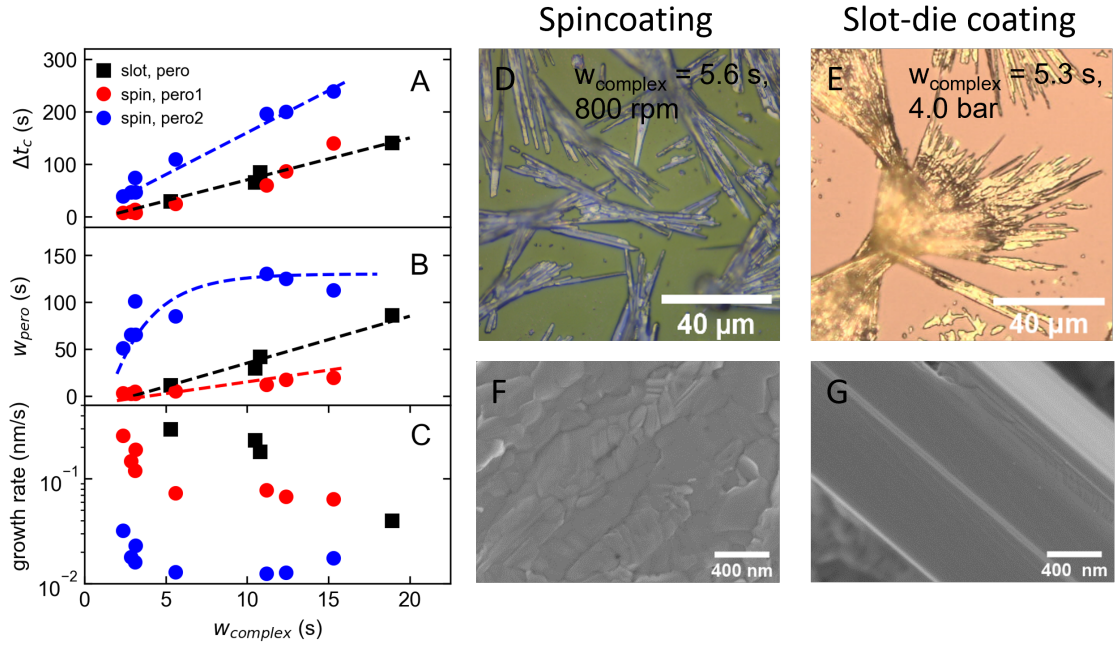 Spincoating
Slot-die coating
300
200
100
0
Δt_c (s)
slot, pero
spin, pero1
spin, pero2
A
150
100
50
0
w_pero (s)
B
10⁻¹
10⁻²
growth rate (nm/s)
C
0
5
10
15
20
w_complex (s)
D
w_complex = 5.6 s,
800 rpm
40 µm
E
w_complex = 5.3 s,
4.0 bar
40 µm
F
400 nm
G
400 nm